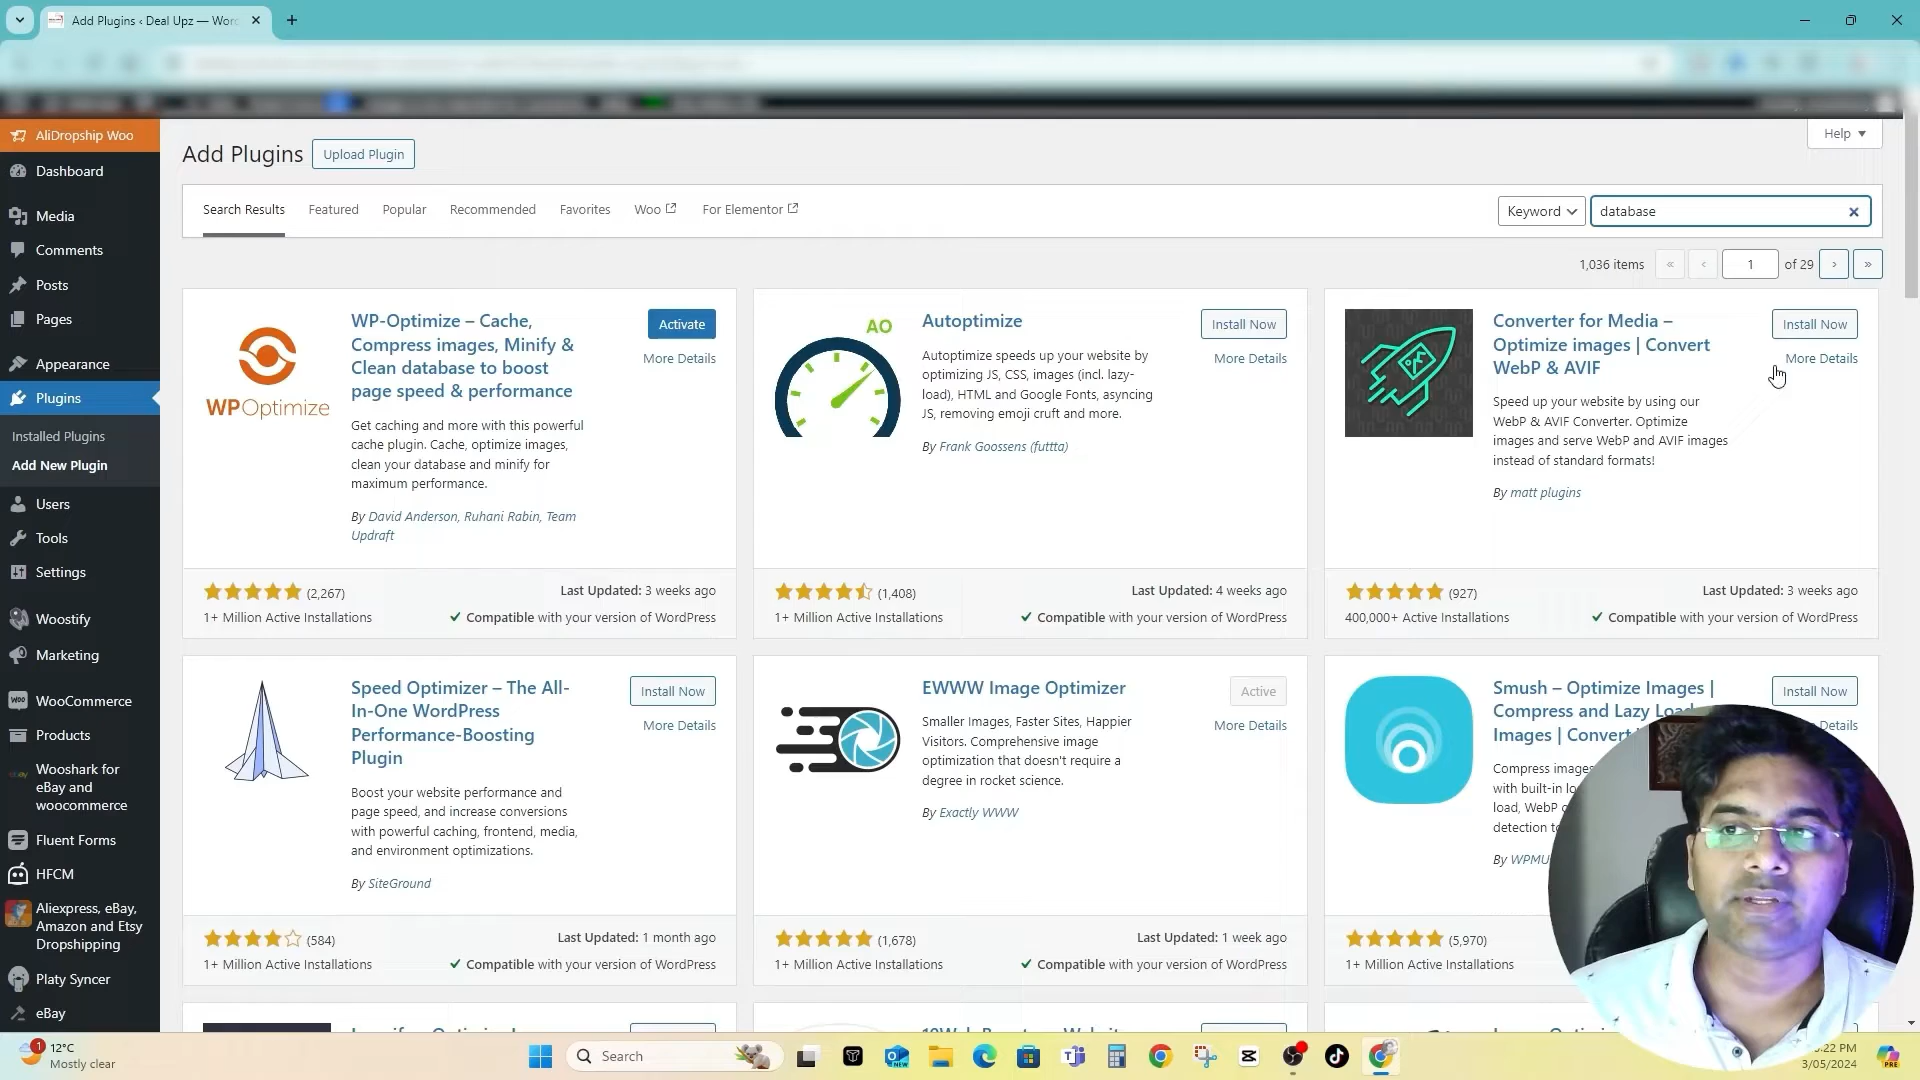 Add Plugins ‹ Deal Upz — Wor
AliDropship Woo
Dashboard
Media
Comments
Posts
Pages
Appearance
Plugins
Installed Plugins
Add New Plugin
Users
Tools
Settings
Woostify
Marketing
WooCommerce
Products
Wooshark for
eBay and
woocommerce
Fluent Forms
HFCM
Aliexpress, eBay,
Amazon and Etsy
Dropshipping
Platy Syncer
eBay
Help
Add Plugins
Upload Plugin
Search Results Featured Popular Recommended Favorites Woo For Elementor
Keyword database
1,036 items « ‹ 1 of 29 › »
WP-Optimize – Cache,
Compress images, Minify &
Clean database to boost
page speed & performance
Activate
More Details
WPOptimize
Get caching and more with this powerful
cache plugin. Cache, optimize images,
clean your database and minify for
maximum performance.
By David Anderson, Ruhani Rabin, Team
Updraft
(2,267)
Last Updated: 3 weeks ago
1+ Million Active Installations
Compatible with your version of WordPress
AO
Autoptimize
Install Now
More Details
Autoptimize speeds up your website by
optimizing JS, CSS, images (incl. lazy-
load), HTML and Google Fonts, asyncing
JS, removing emoji cruft and more.
By Frank Goossens (futtta)
(1,408)
Last Updated: 4 weeks ago
1+ Million Active Installations
Compatible with your version of WordPress
Converter for Media –
Optimize images | Convert
WebP & AVIF
Install Now
More Details
Speed up your website by using our
WebP & AVIF Converter. Optimize
images and serve WebP and AVIF images
instead of standard formats!
By matt plugins
(927)
Last Updated: 3 weeks ago
400,000+ Active Installations
Compatible with your version of WordPress
Speed Optimizer – The All-
In-One WordPress
Performance-Boosting
Plugin
Install Now
More Details
Boost your website performance and
page speed, and increase conversions
with powerful caching, frontend, media,
and environment optimizations.
By SiteGround
(584)
Last Updated: 1 month ago
1+ Million Active Installations
Compatible with your version of WordPress
EWWW Image Optimizer
Active
More Details
Smaller Images, Faster Sites, Happier
Visitors. Comprehensive image
optimization that doesn't require a
degree in rocket science.
By Exactly WWW
(1,678)
Last Updated: 1 week ago
1+ Million Active Installations
Compatible with your version of WordPress
Smush – Optimize Images |
Compress and Lazy Load
Images | Convert
Install Now
Details
Compress images
with built-in
load, WebP
detection
By WPMU
(5,970)
1+ Million Active Installations
1
12°C
Mostly clear
Search
NEW
:22 PM
3/05/2024
PRE